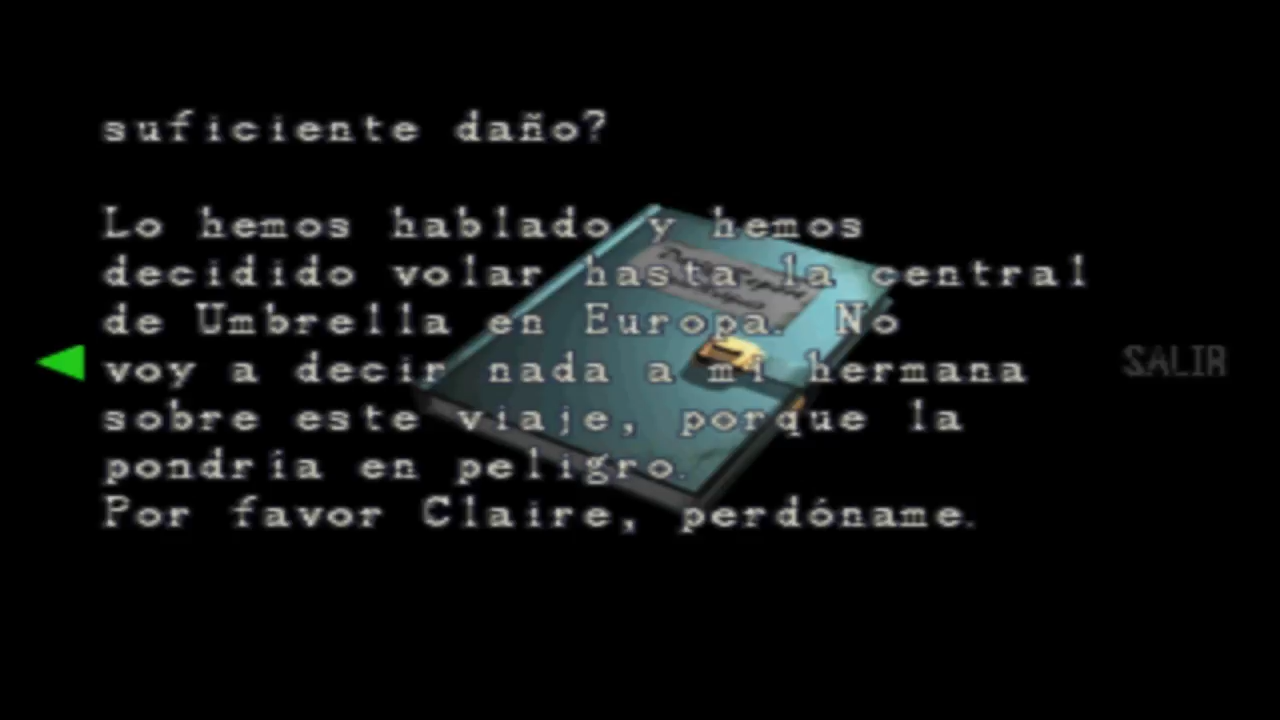 suficiente daño?
Lo hemos hablado y hemos
decidido volar hasta la central
de Umbrella en Europa. No
voy a decir nada a mi hermana
SALIR
sobre este viaje, porque la
pondría en peligro.
Por favor Claire, perdóname.